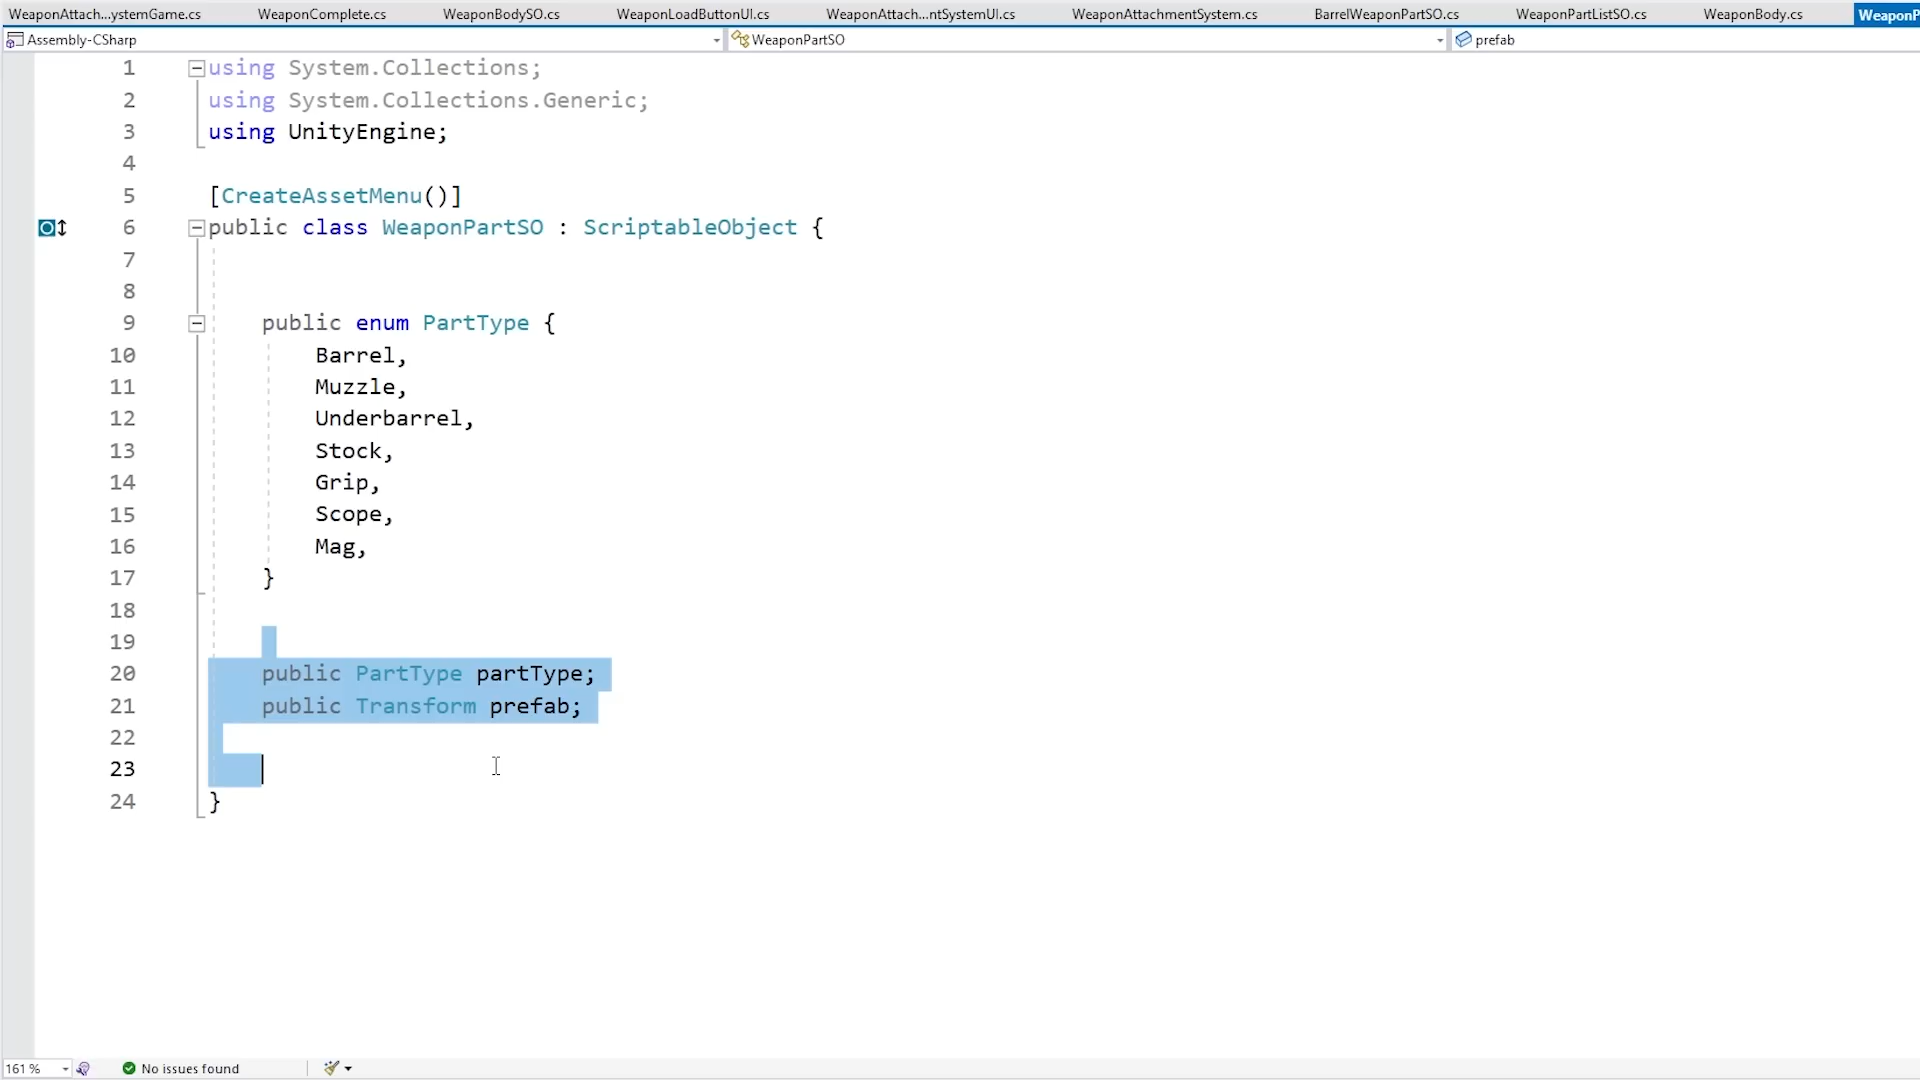 WeaponAttach...ystemGame.cs WeaponComplete.cs WeaponBodySO.cs WeaponLoadButtonUI.cs WeaponAttach...ntSystemUI.cs WeaponAttachmentSystem.cs BarrelWeaponPartSO.cs WeaponPartListSO.cs WeaponBody.cs WeaponP
Assembly-CSharp WeaponPartSO prefab
1 using System.Collections;
2 using System.Collections.Generic;
3 using UnityEngine;
4
5 [CreateAssetMenu()]
6 public class WeaponPartSO : ScriptableObject {
7
8
9 public enum PartType {
10 Barrel,
11 Muzzle,
12 Underbarrel,
13 Stock,
14 Grip,
15 Scope,
16 Mag,
17 }
18
19
20 public PartType partType;
21 public Transform prefab;
22
23
24 }
161 % No issues found